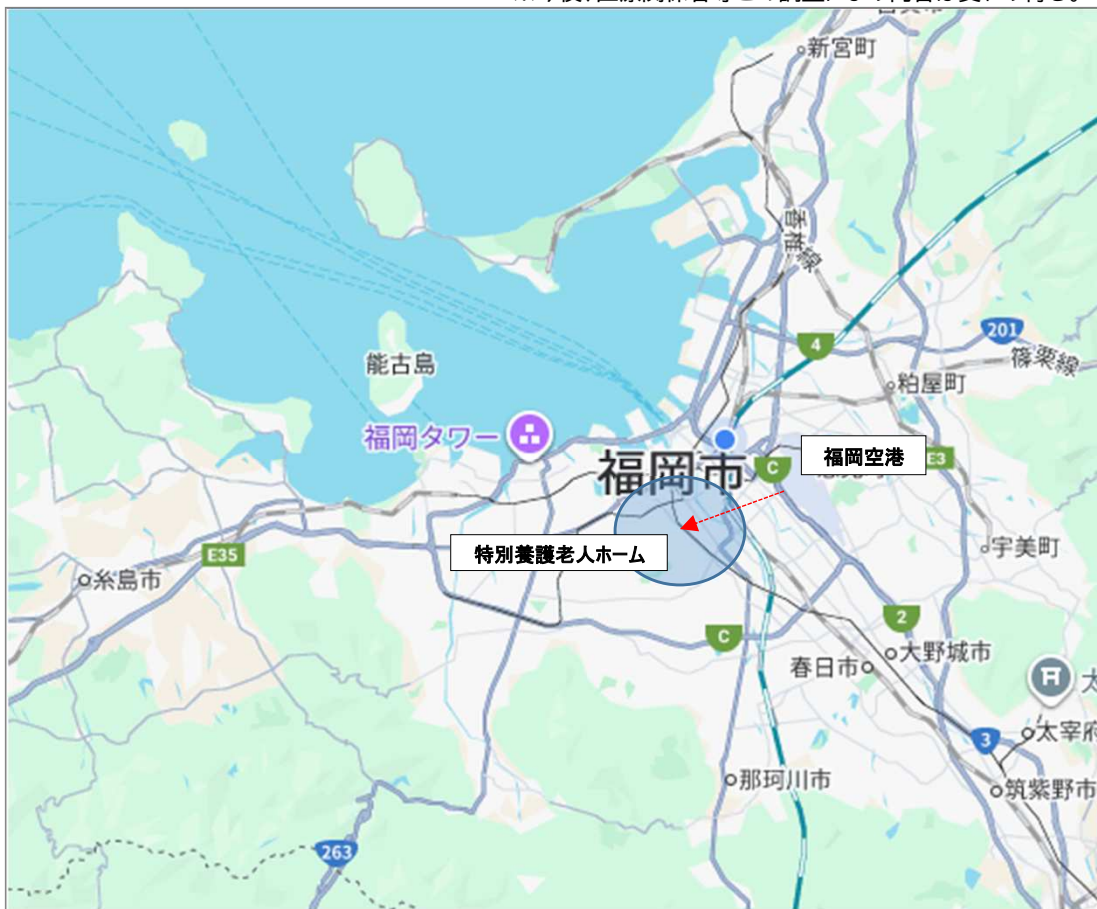 新宮町
香椎線
201
4
篠栗線
能古島
粕屋町
福岡タワー
福岡空港
E3
福岡市
C
特別養護老人ホーム
E35
宇美町
糸島市
2
C
大野城市
春日市
太宰府
3
那珂川市
筑紫野市
263